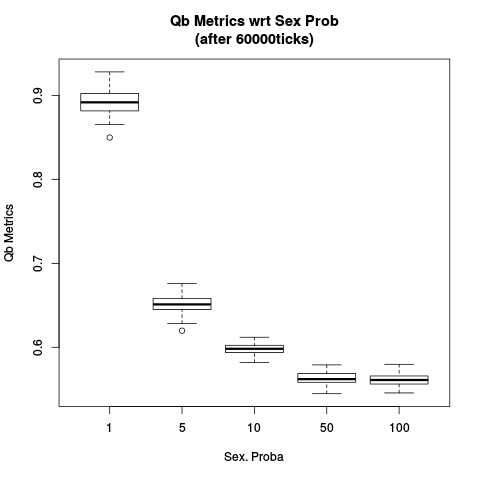 Qb Metrics wrt Sex Prob
(after 60000ticks)
0.9
0.8
0.7
0.6
Qb Metrics
1 5 10 50 100
Sex. Proba